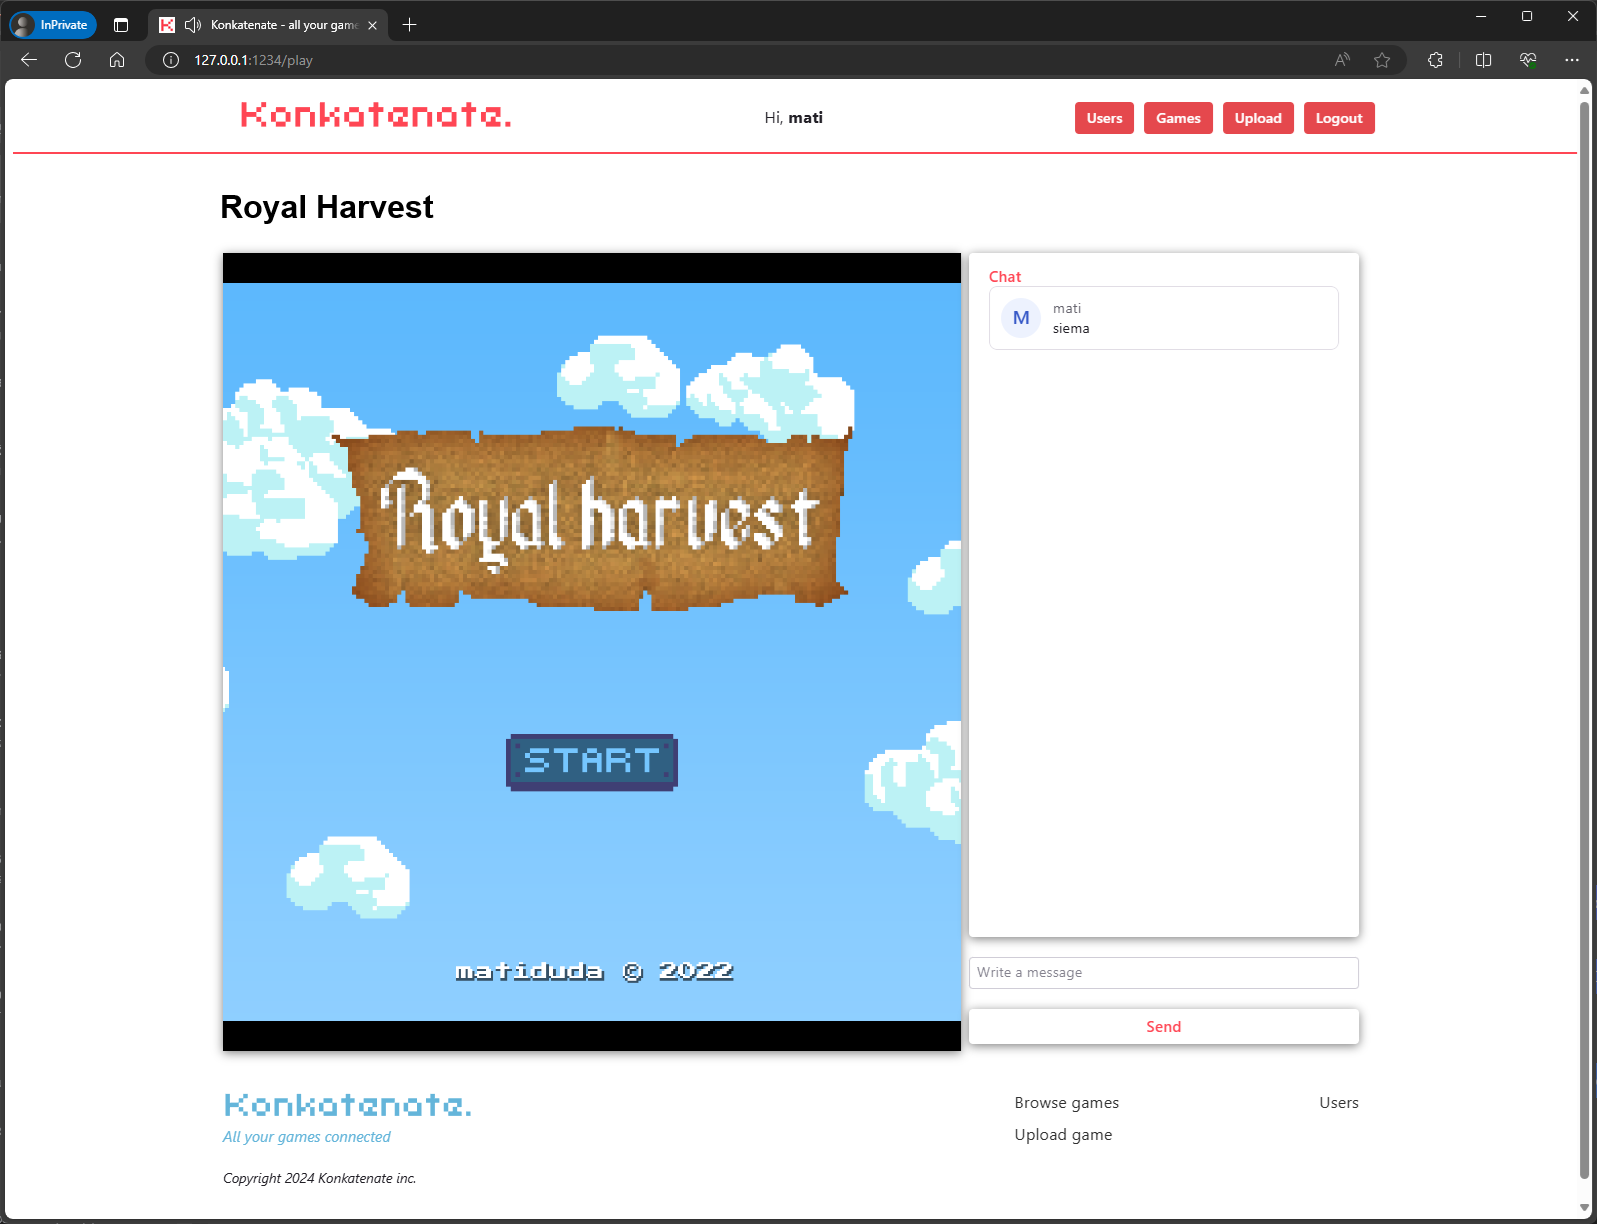 InPrivate
Konkatenate - all your game
127.0.0.1:1234/play
Konkatenate.
Hi, mati
Users
Games
Upload
Logout
Royal Harvest
Royal harvest
START
matiduda © 2022
Chat
M
mati
siema
Write a message
Send
Konkatenate.
All your games connected
Copyright 2024 Konkatenate inc.
Browse games
Upload game
Users